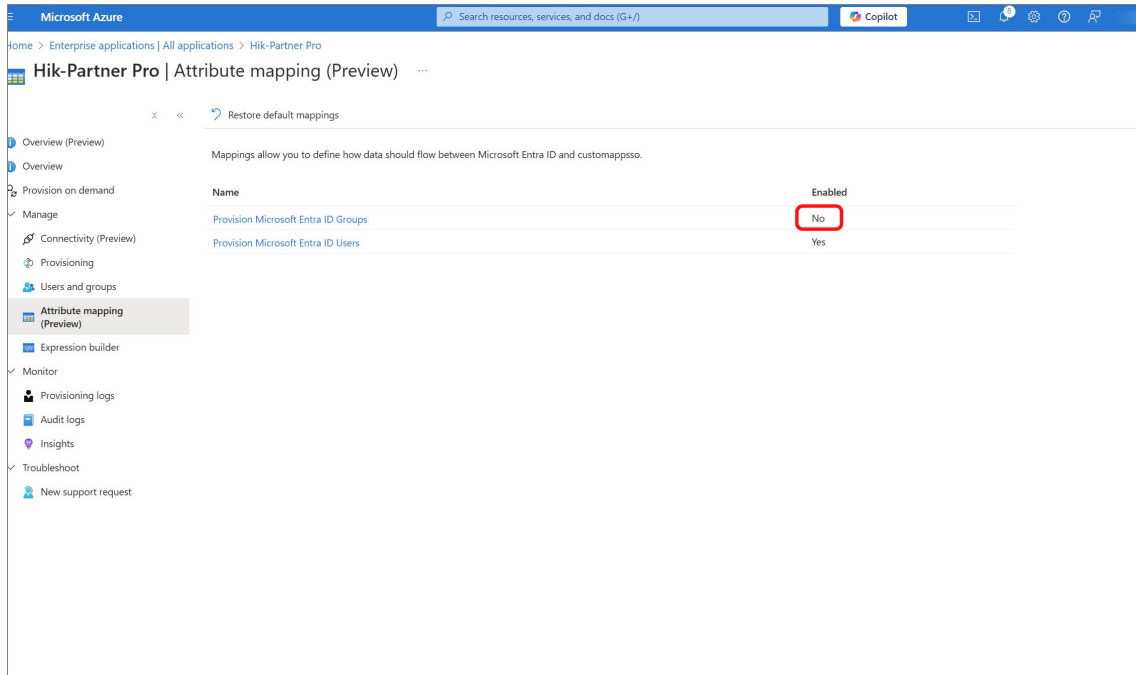 Microsoft Azure
Search resources, services, and docs (G+/)
Copilot
8
Home > Enterprise applications | All applications > Hik-Partner Pro
Hik-Partner Pro | Attribute mapping (Preview) ...
Restore default mappings
Overview (Preview)
Overview
Provision on demand
Manage
Connectivity (Preview)
Provisioning
Users and groups
Attribute mapping
(Preview)
Expression builder
Monitor
Provisioning logs
Audit logs
Insights
Troubleshoot
New support request
Mappings allow you to define how data should flow between Microsoft Entra ID and customappsso.
Name Enabled
Provision Microsoft Entra ID Groups No
Provision Microsoft Entra ID Users Yes